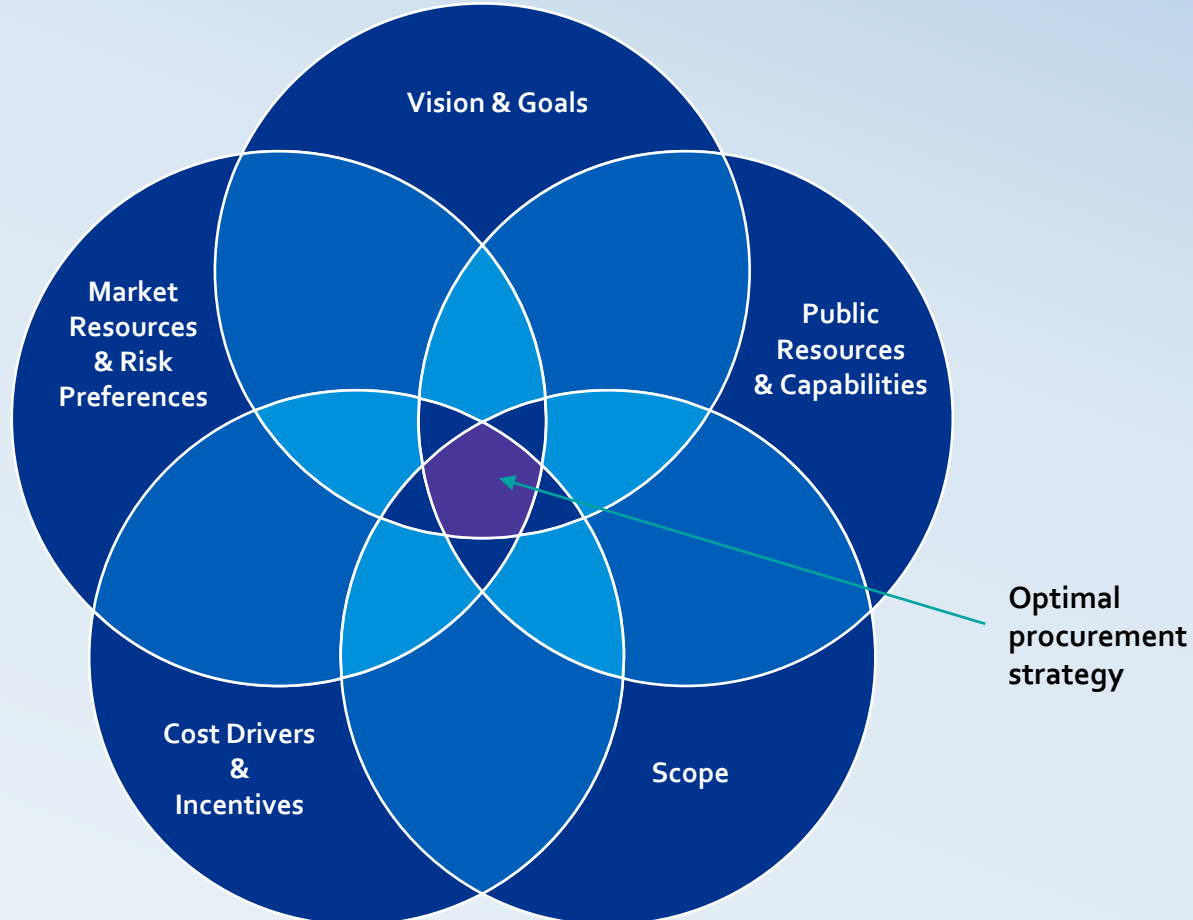 Vision & Goals
Market
Resources
& Risk
Preferences
Public
Resources
& Capabilities
Cost Drivers
&
Incentives
Scope
Optimal
procurement
strategy